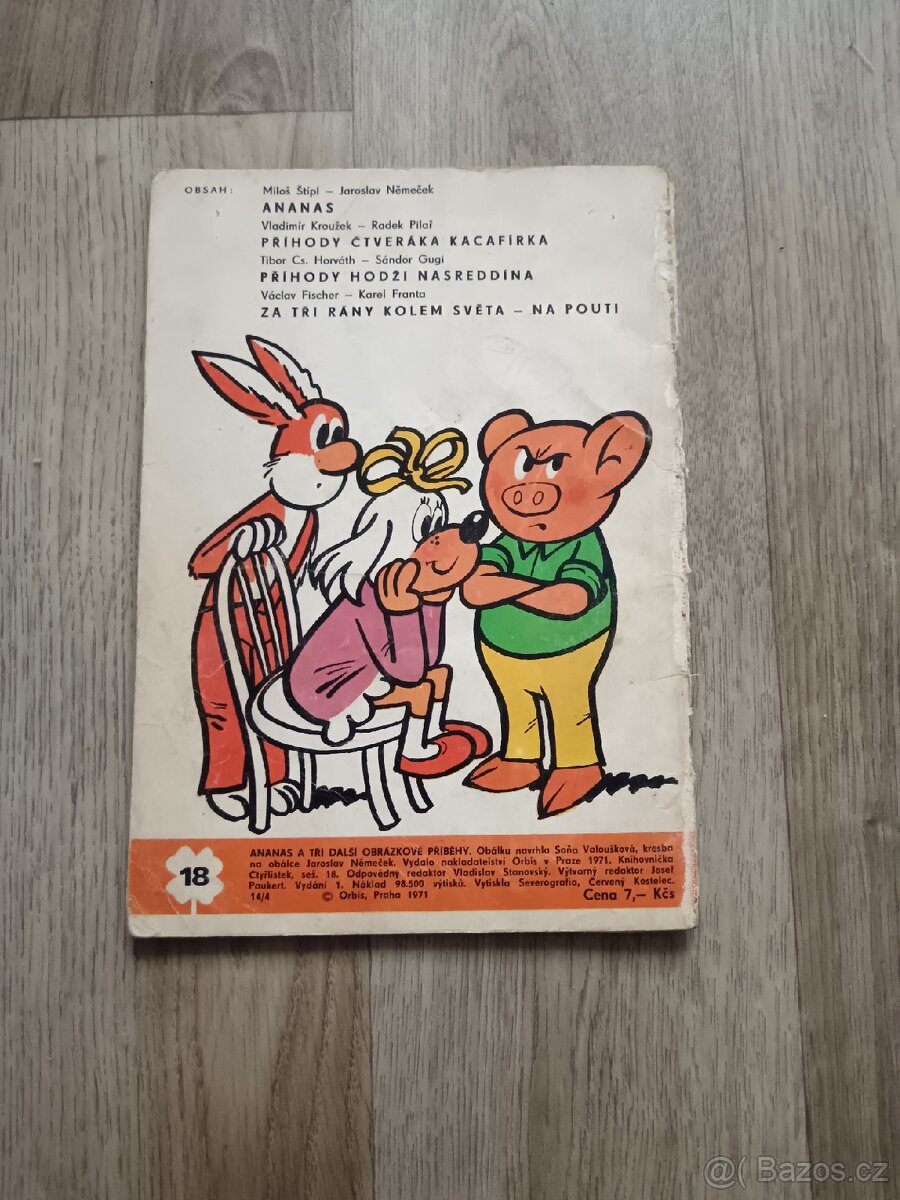 OBSAH: Miloš Štípl – Jaroslav Němeček
ANANAS
Vladimír Kroužek – Radek Pilař
PŘÍHODY ČTVERÁKA KACAFÍRKA
Tibor Cs. Horváth – Sándor Gugi
PŘÍHODY HODŽI NASREDDINA
Václav Fischer – Karel Franta
ZA TŘI RÁNY KOLEM SVĚTA – NA POUTI
18
ANANAS A TŘI DALŠÍ OBRÁZKOVÉ PŘÍBĚHY. Obálku navrhla Soňa Valoušková, kresba
na obálce Jaroslav Němeček. Vydalo nakladatelství Orbis v Praze 1971. Knihovnička
Čtyřlístek, seš. 18. Odpovědný redaktor Vladislav Stanovský. Výtvarný redaktor Josef
Paukert. Vydání 1. Náklad 98.500 výtisků. Vytiskla Severografia, Červený Kostelec.
14/4 © Orbis, Praha 1971 Cena 7,– Kčs
@( Bazos.cz